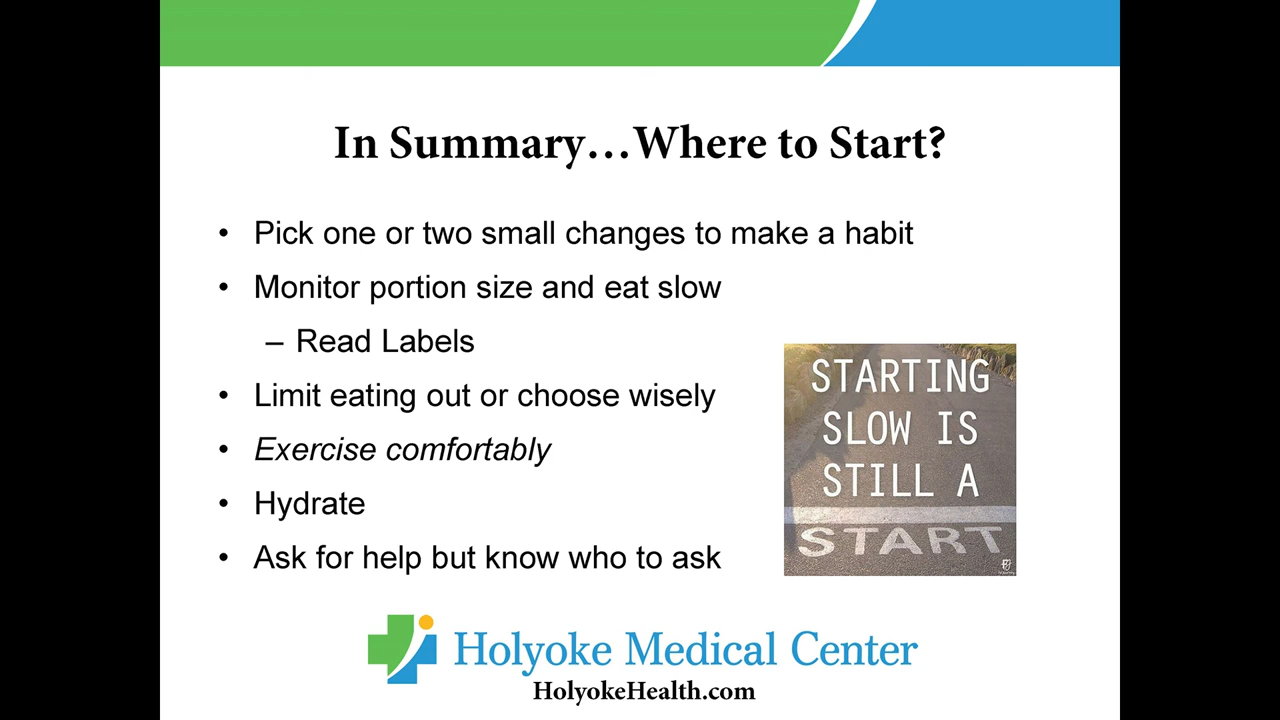 In Summary…Where to Start?
• Pick one or two small changes to make a habit
• Monitor portion size and eat slow
– Read Labels
• Limit eating out or choose wisely
• Exercise comfortably
• Hydrate
• Ask for help but know who to ask
STARTING
SLOW IS
STILL A
START
Holyoke Medical Center
HolyokeHealth.com